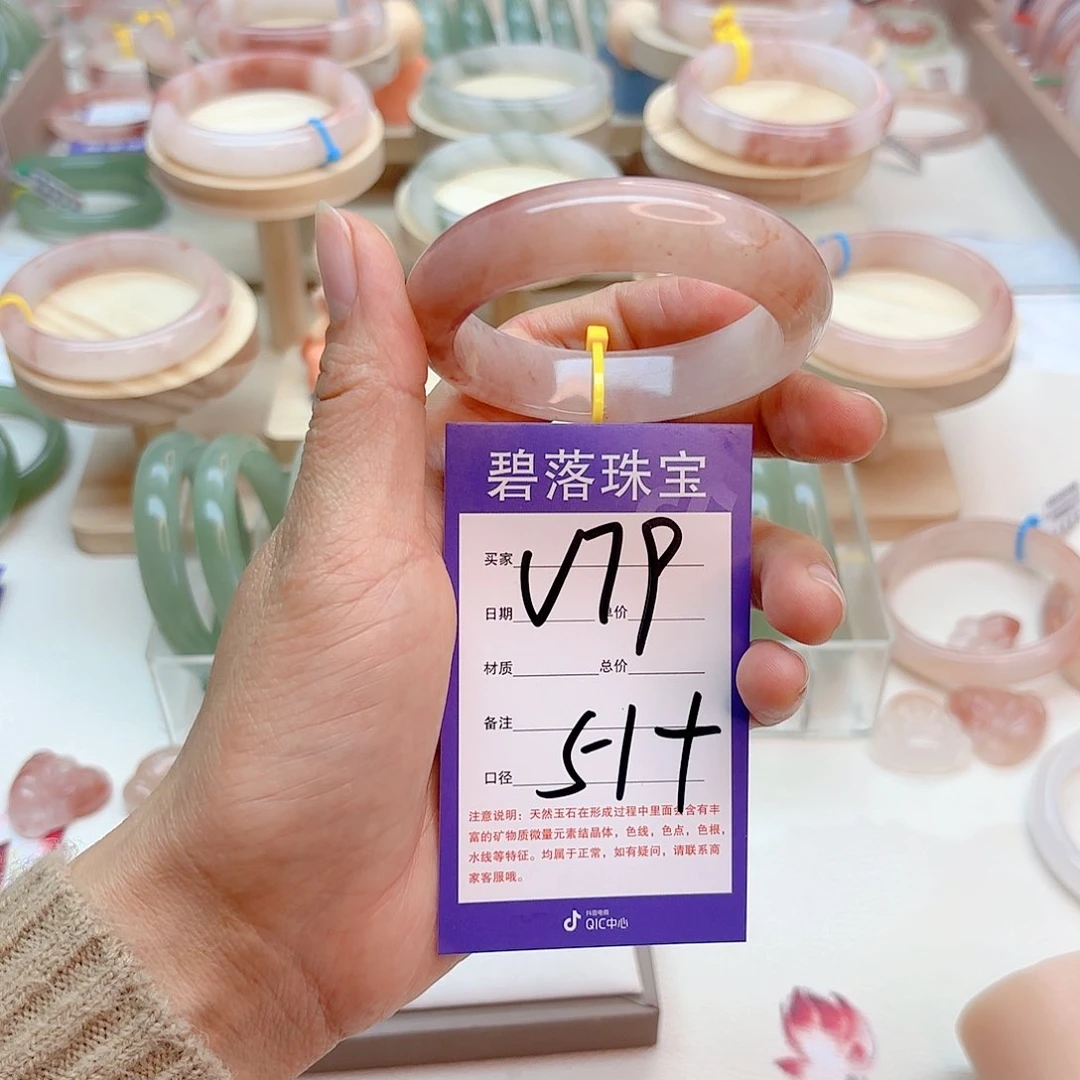 碧落珠宝
买家 VIP
日期 单价
材质 总价
备注
口径 51+
注意说明：天然玉石在形成过程中里面会含有丰
富的矿物质微量元素结晶体，色线，色点，色根，
水线等特征。均属于正常，如有疑问，请联系商
家客服哦。
抖音电商
QIC中心